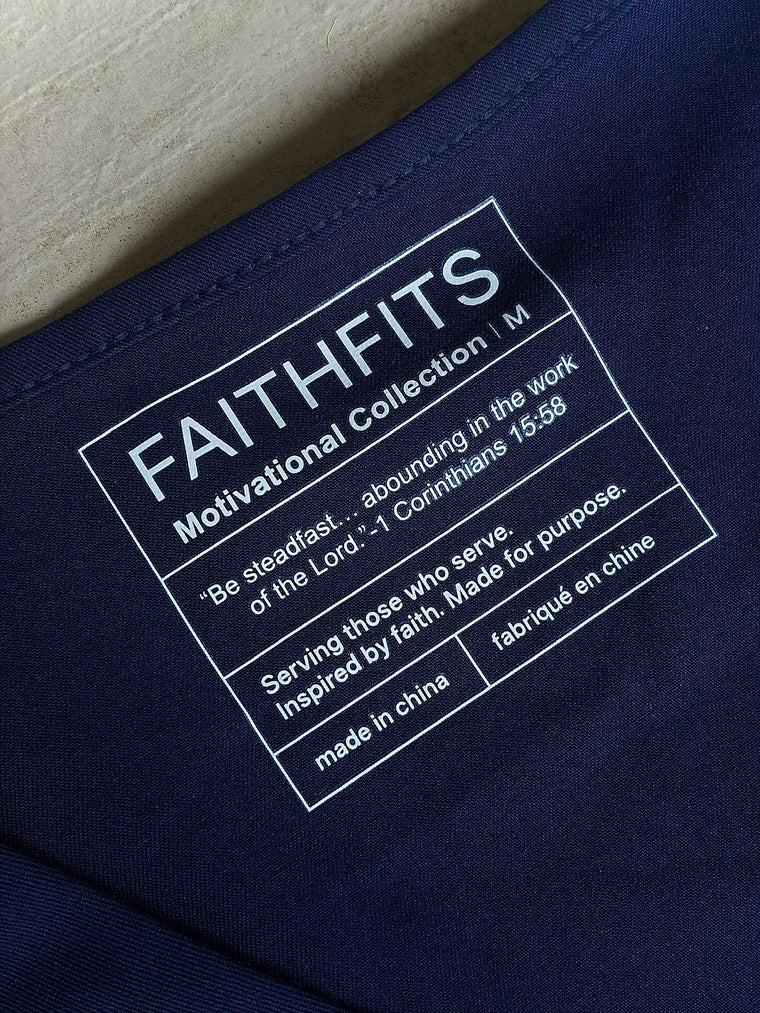 FAITHFITS
Motivational Collection | M
“Be steadfast... abounding in the work
of the Lord.”-1 Corinthians 15:58
Serving those who serve.
Inspired by faith. Made for purpose.
made in china
fabriqué en chine